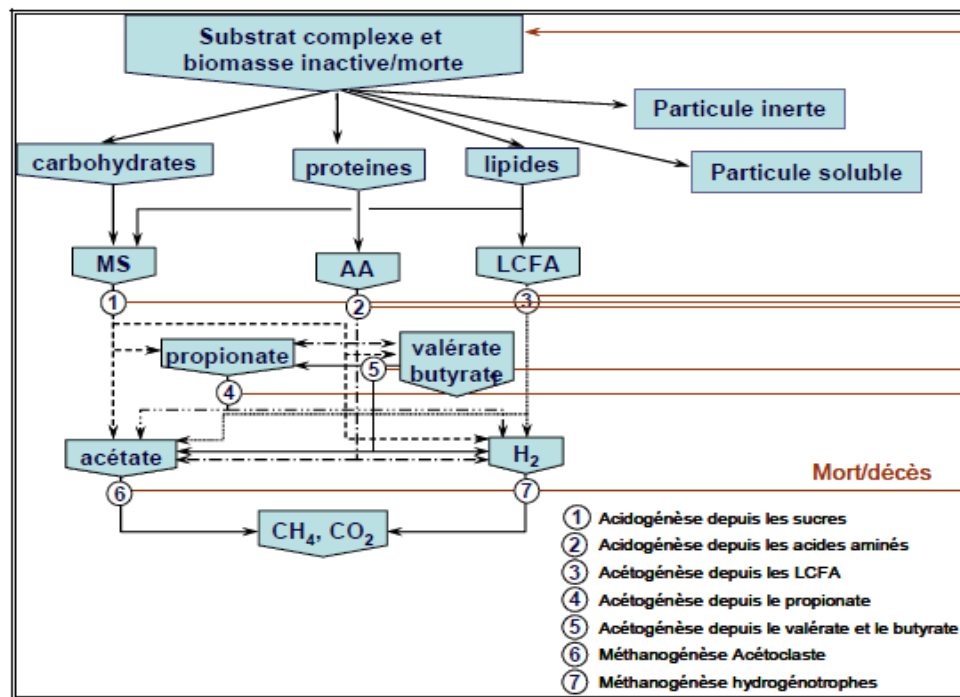 Substrat complexe et
biomasse inactive/morte
Particule inerte
carbohydrates
proteines
lipides
Particule soluble
MS
AA
LCFA
1
2
3
propionate
valérate
butyrate
5
4
acétate
H₂
Mort/décès
6
7
CH₄, CO₂
1 Acidogénèse depuis les sucres
2 Acidogénèse depuis les acides aminés
3 Acétogénèse depuis les LCFA
4 Acétogénèse depuis le propionate
5 Acétogénèse depuis le valérate et le butyrate
6 Méthanogénèse Acétoclaste
7 Méthanogénèse hydrogénotrophes